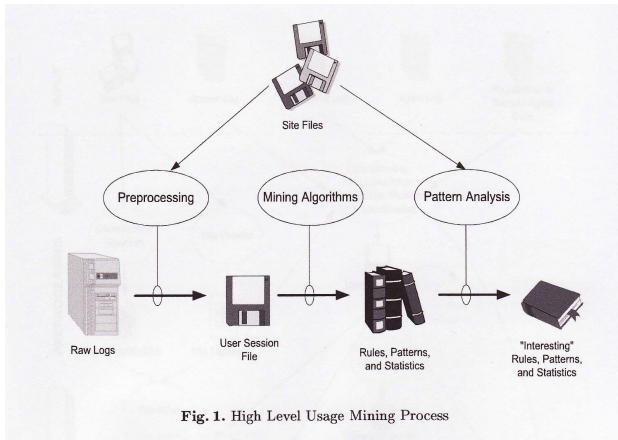 Site Files
Preprocessing
Mining Algorithms
Pattern Analysis
Raw Logs
User Session
File
Rules, Patterns,
and Statistics
"Interesting"
Rules, Patterns,
and Statistics
Fig. 1. High Level Usage Mining Process